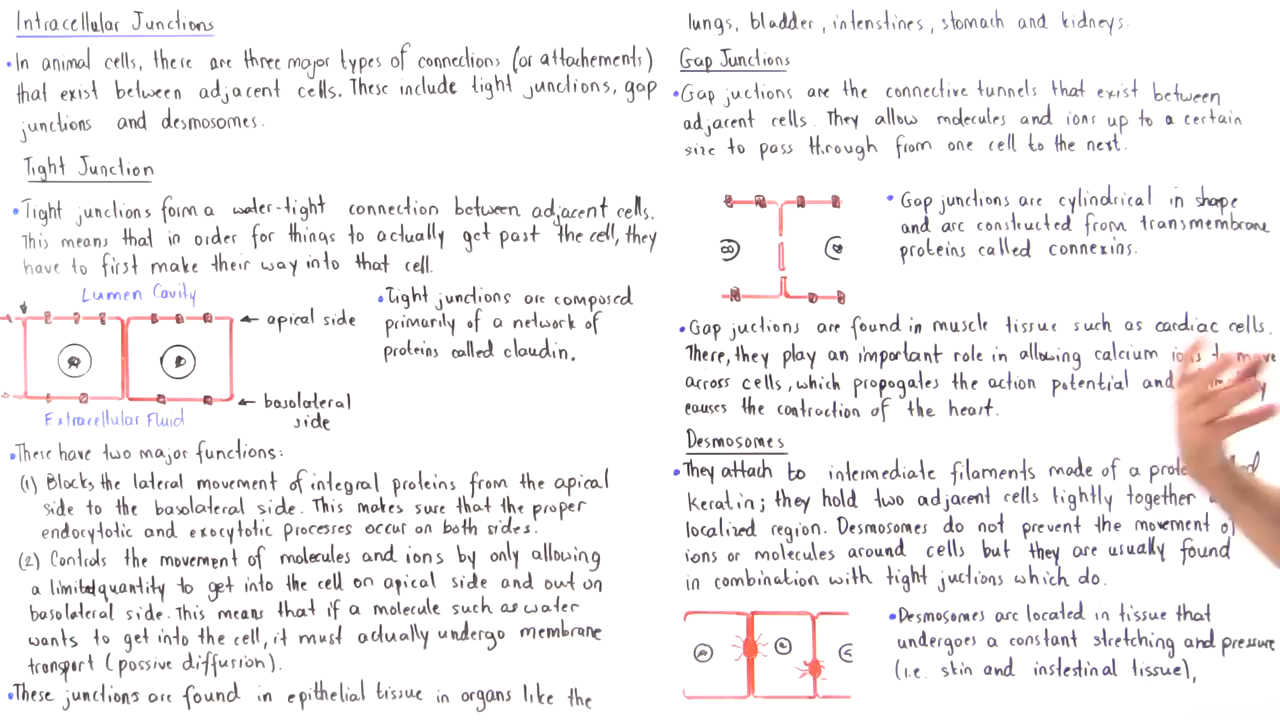 Intracellular Junctions
• In animal cells, there are three major types of connections (or attachements)
that exist between adjacent cells. These include tight junctions, gap
junctions and desmosomes.
Tight Junction
• Tight junctions form a water-tight connection between adjacent cells.
This means that in order for things to actually get past the cell, they
have to first make their way into that cell.
Lumen Cavity
← apical side
← basolateral
side
Extracellular Fluid
A
B
• Tight junctions are composed
primarily of a network of
proteins called claudin.
• These have two major functions:
(1) Blocks the lateral movement of integral proteins from the apical
side to the basolateral side. This makes sure that the proper
endocytotic and exocytotic processes occur on both sides.
(2) Controls the movement of molecules and ions by only allowing
a limited quantity to get into the cell on apical side and out on
basolateral side. This means that if a molecule such as water
wants to get into the cell, it must actually undergo membrane
transport (passive diffusion).
• These junctions are found in epithelial tissue in organs like the
lungs, bladder, intenstines, stomach and kidneys.
Gap Junctions
• Gap juctions are the connective tunnels that exist between
adjacent cells. They allow molecules and ions up to a certain
size to pass through from one cell to the next.
• Gap junctions are cylindrical in shape
and are constructed from transmembrane
proteins called connexins.
• Gap juctions are found in muscle tissue such as cardiac cells.
There, they play an important role in allowing calcium ions to move
across cells, which propogates the action potential and
causes the contraction of the heart.
Desmosomes
• They attach to intermediate filaments made of a
Keratin; they hold two adjacent cells tightly together
localized region. Desmosomes do not prevent the movement of
ions or molecules around cells but they are usually found
in combination with tight juctions which do.
A
C
• Desmosomes are located in tissue that
undergoes a constant stretching and pressure
(i.e. skin and instestinal tissue),